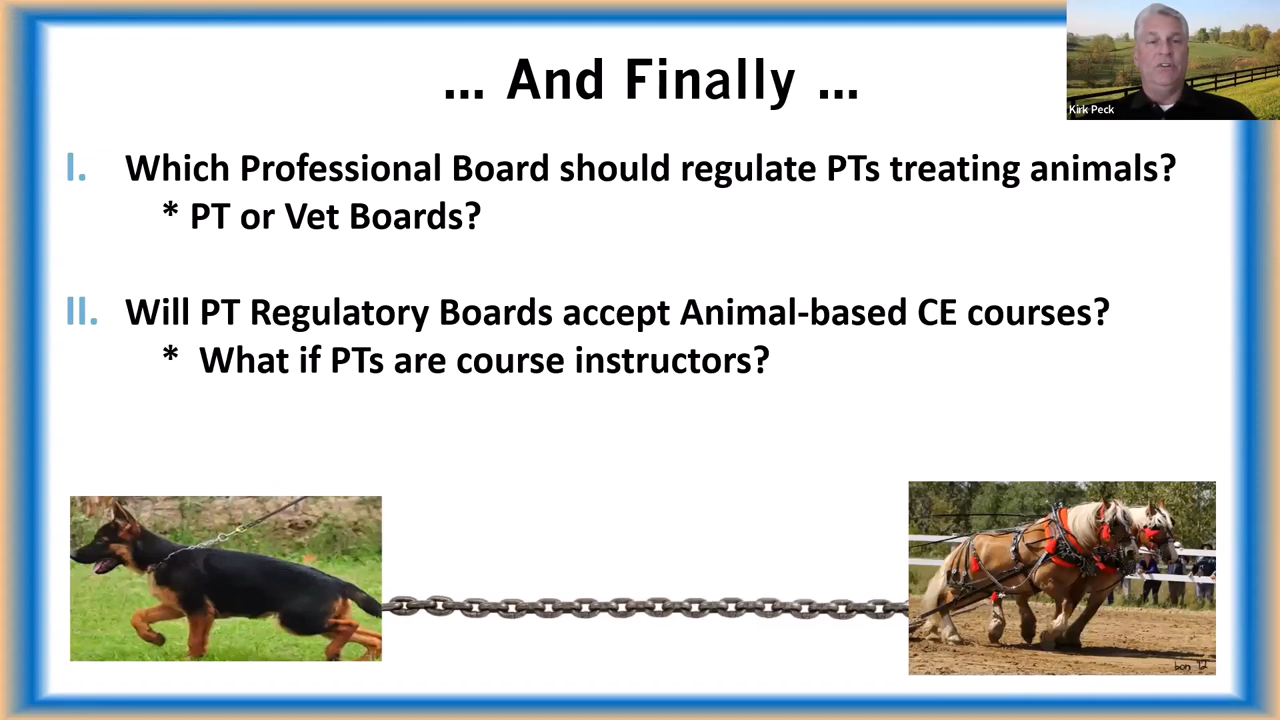 ... And Finally ...
Kirk Peck
I. Which Professional Board should regulate PTs treating animals?
* PT or Vet Boards?
II. Will PT Regulatory Boards accept Animal-based CE courses?
* What if PTs are course instructors?